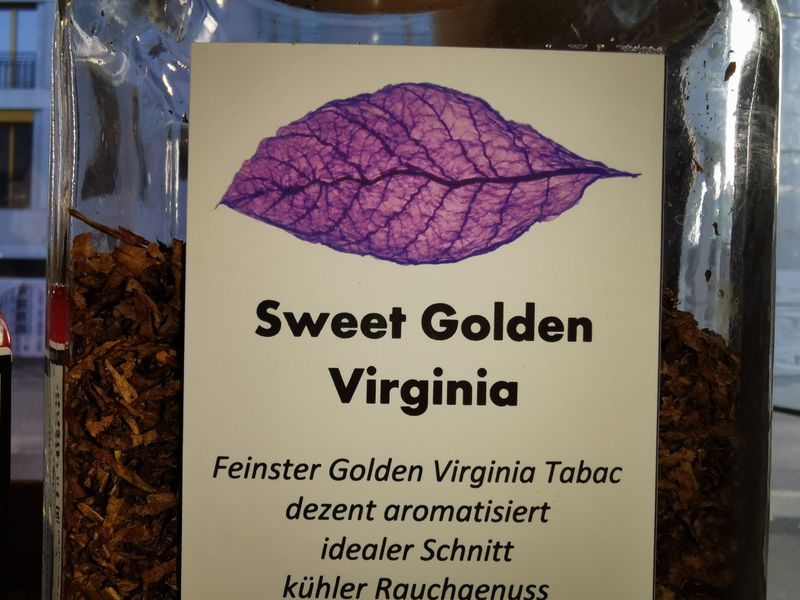 Sweet Golden
Virginia
Feinster Golden Virginia Tabac
dezent aromatisiert
idealer Schnitt
kühler Rauchgenuss